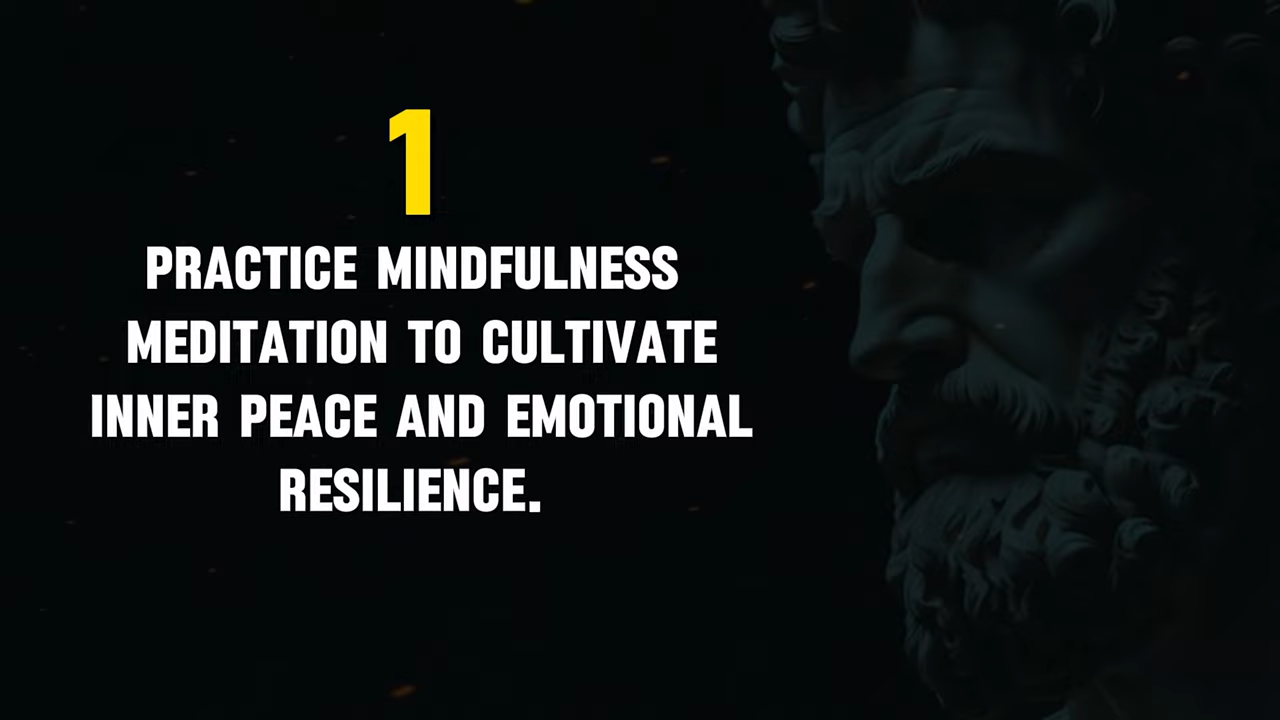 1
PRACTICE MINDFULNESS
MEDITATION TO CULTIVATE
INNER PEACE AND EMOTIONAL
RESILIENCE.